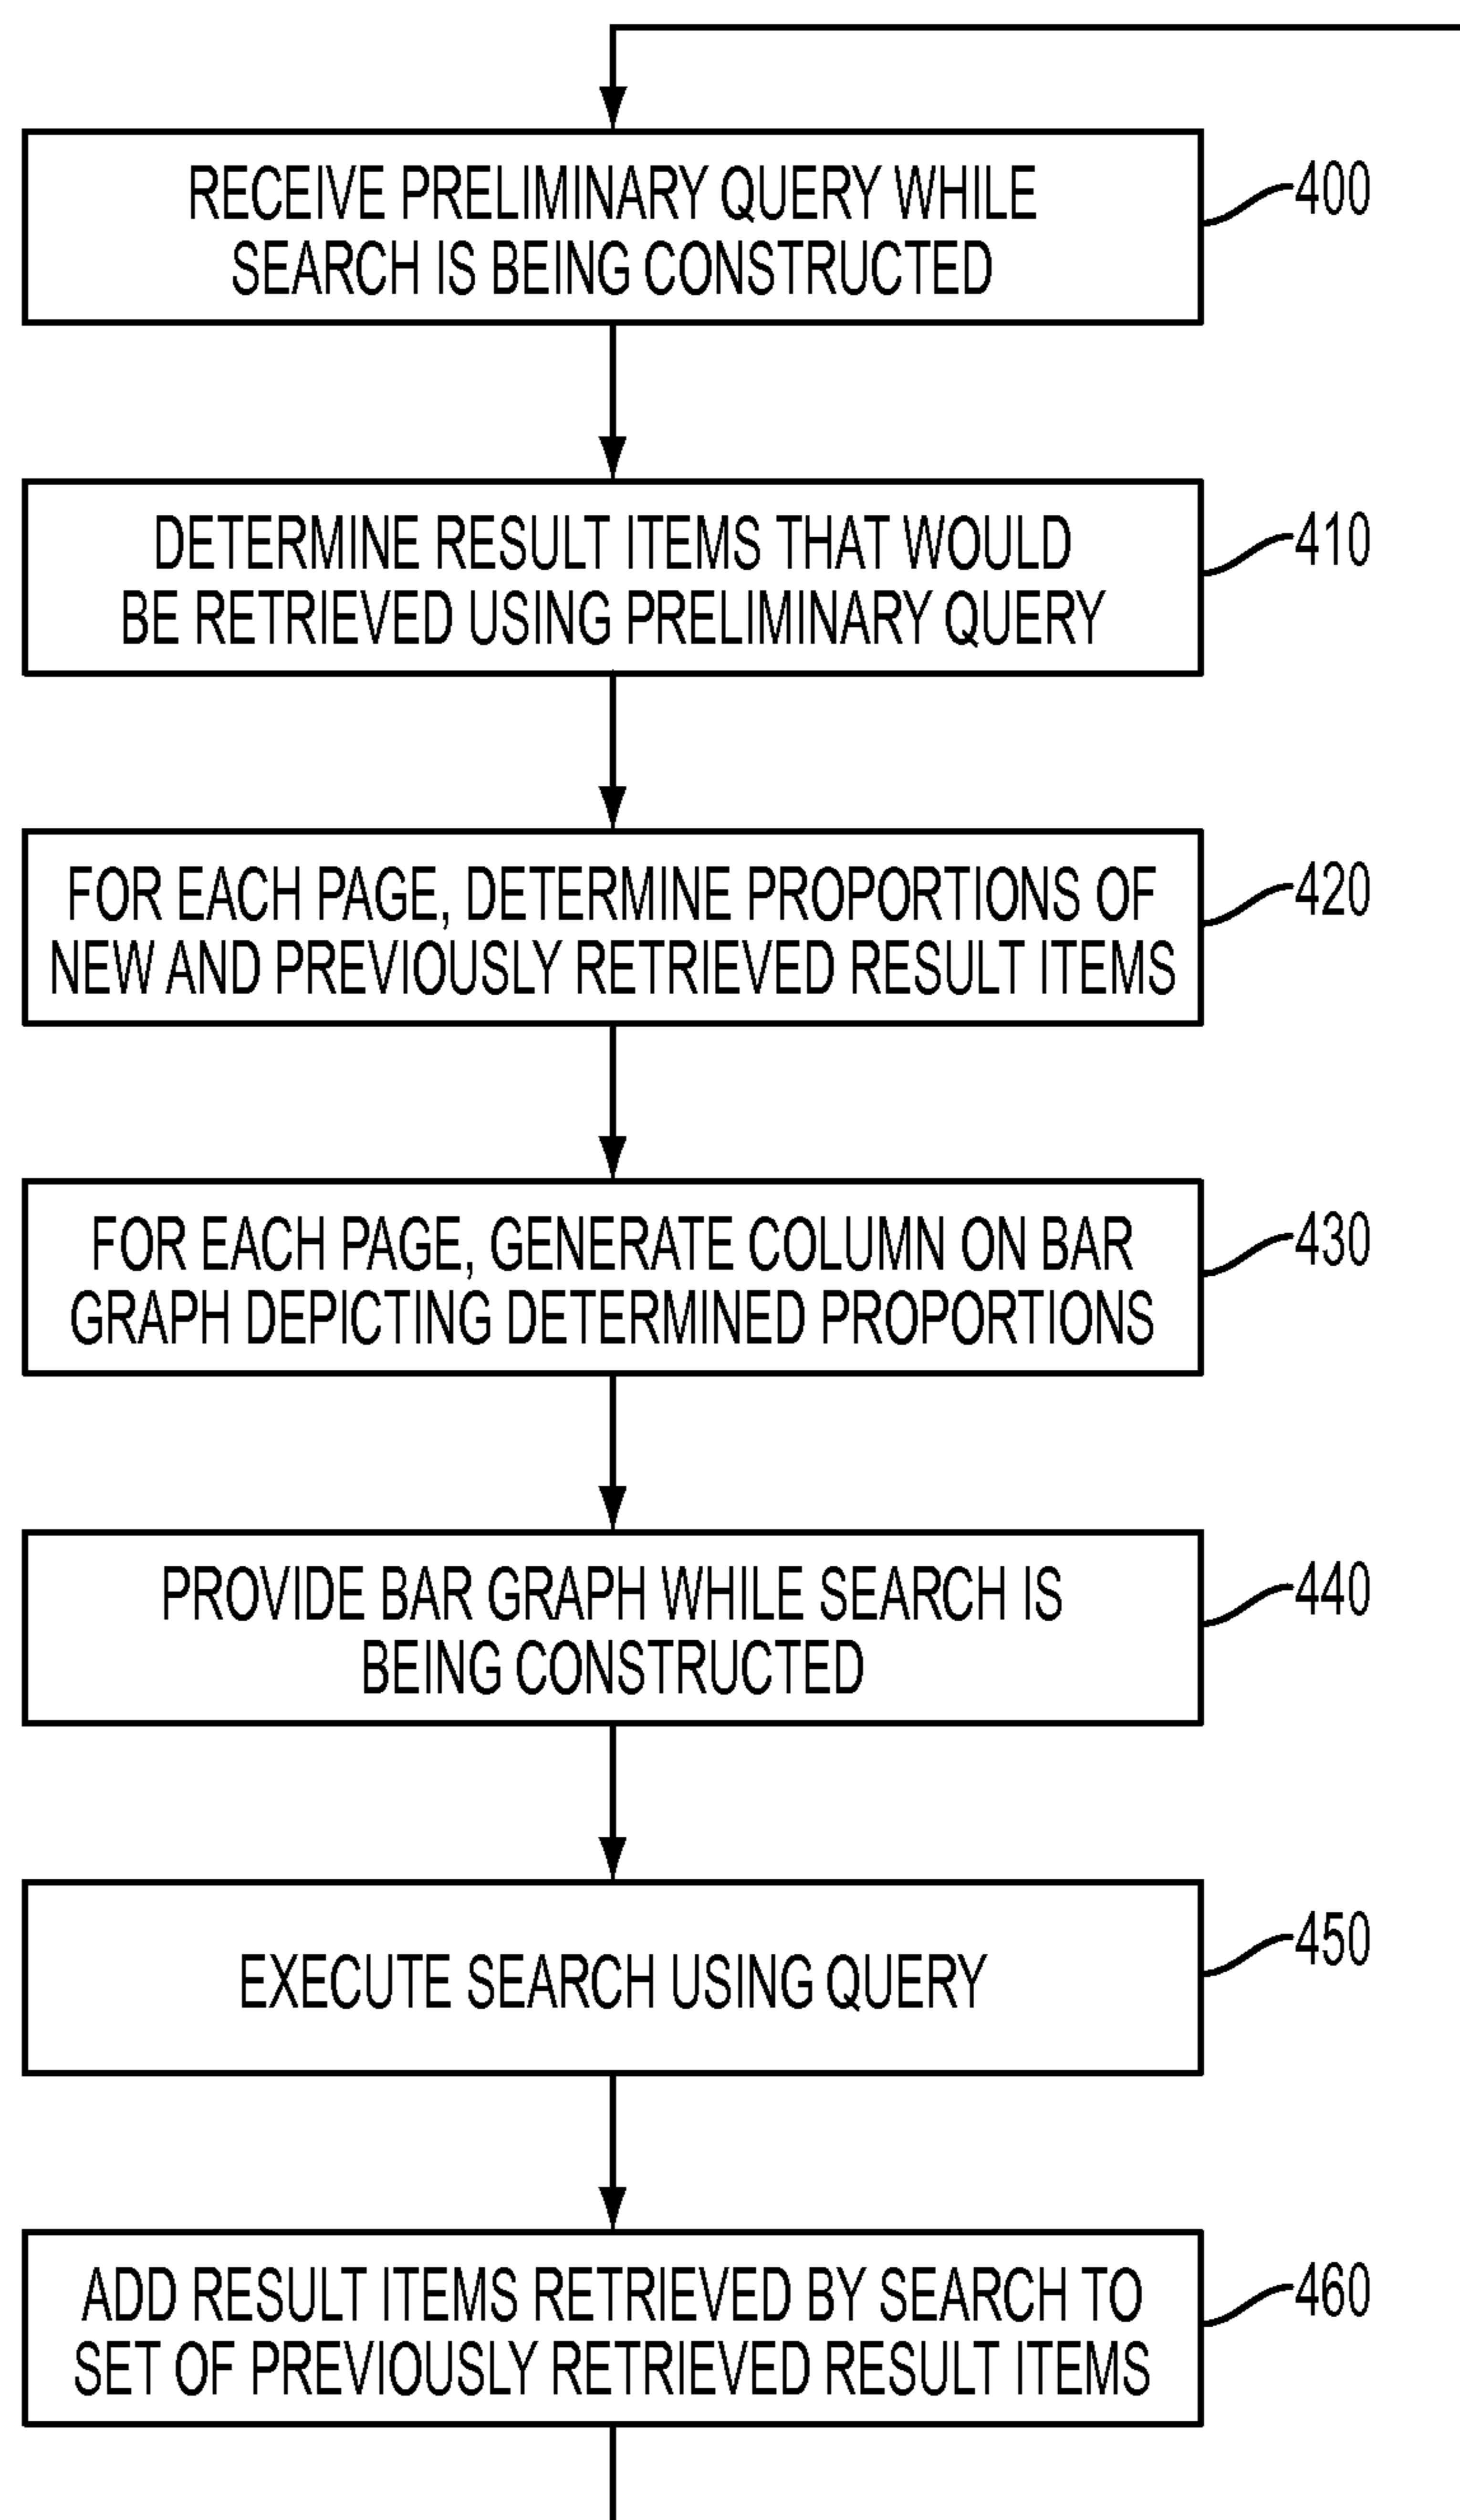 RECEIVE PRELIMINARY QUERY WHILE
SEARCH IS BEING CONSTRUCTED
400
DETERMINE RESULT ITEMS THAT WOULD
BE RETRIEVED USING PRELIMINARY QUERY
410
FOR EACH PAGE, DETERMINE PROPORTIONS OF
NEW AND PREVIOUSLY RETRIEVED RESULT ITEMS
420
FOR EACH PAGE, GENERATE COLUMN ON BAR
GRAPH DEPICTING DETERMINED PROPORTIONS
430
PROVIDE BAR GRAPH WHILE SEARCH IS
BEING CONSTRUCTED
440
EXECUTE SEARCH USING QUERY
450
ADD RESULT ITEMS RETRIEVED BY SEARCH TO
SET OF PREVIOUSLY RETRIEVED RESULT ITEMS
460